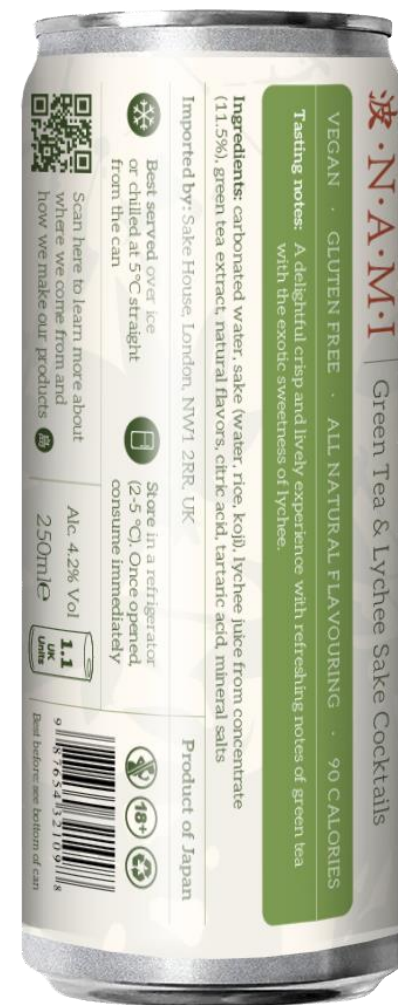 波·N·A·M·I | Green Tea & Lychee Sake Cocktails
VEGAN · GLUTEN FREE · ALL NATURAL FLAVOURING · 90 CALORIES
Tasting notes: A delightful crisp and lively experience with refreshing notes of green tea
with the exotic sweetness of lychee.
Ingredients: carbonated water, sake (water, rice, koji), lychee juice from concentrate
(11.5%), green tea extract, natural flavors, citric acid, tartaric acid, mineral salts
Imported by: Sake House, London, NW1 2RR, UK
Product of Japan
Best served over ice
or chilled at 5°C straight
from the can
Store in a refrigerator
(2-5 °C). Once opened,
consume immediately
18+
Scan here to learn more about
where we come from and
how we make our products
Alc. 4.2% Vol
250ml℮
1.1
UK
Units
9 87654 32109 8
Best before: see bottom of can